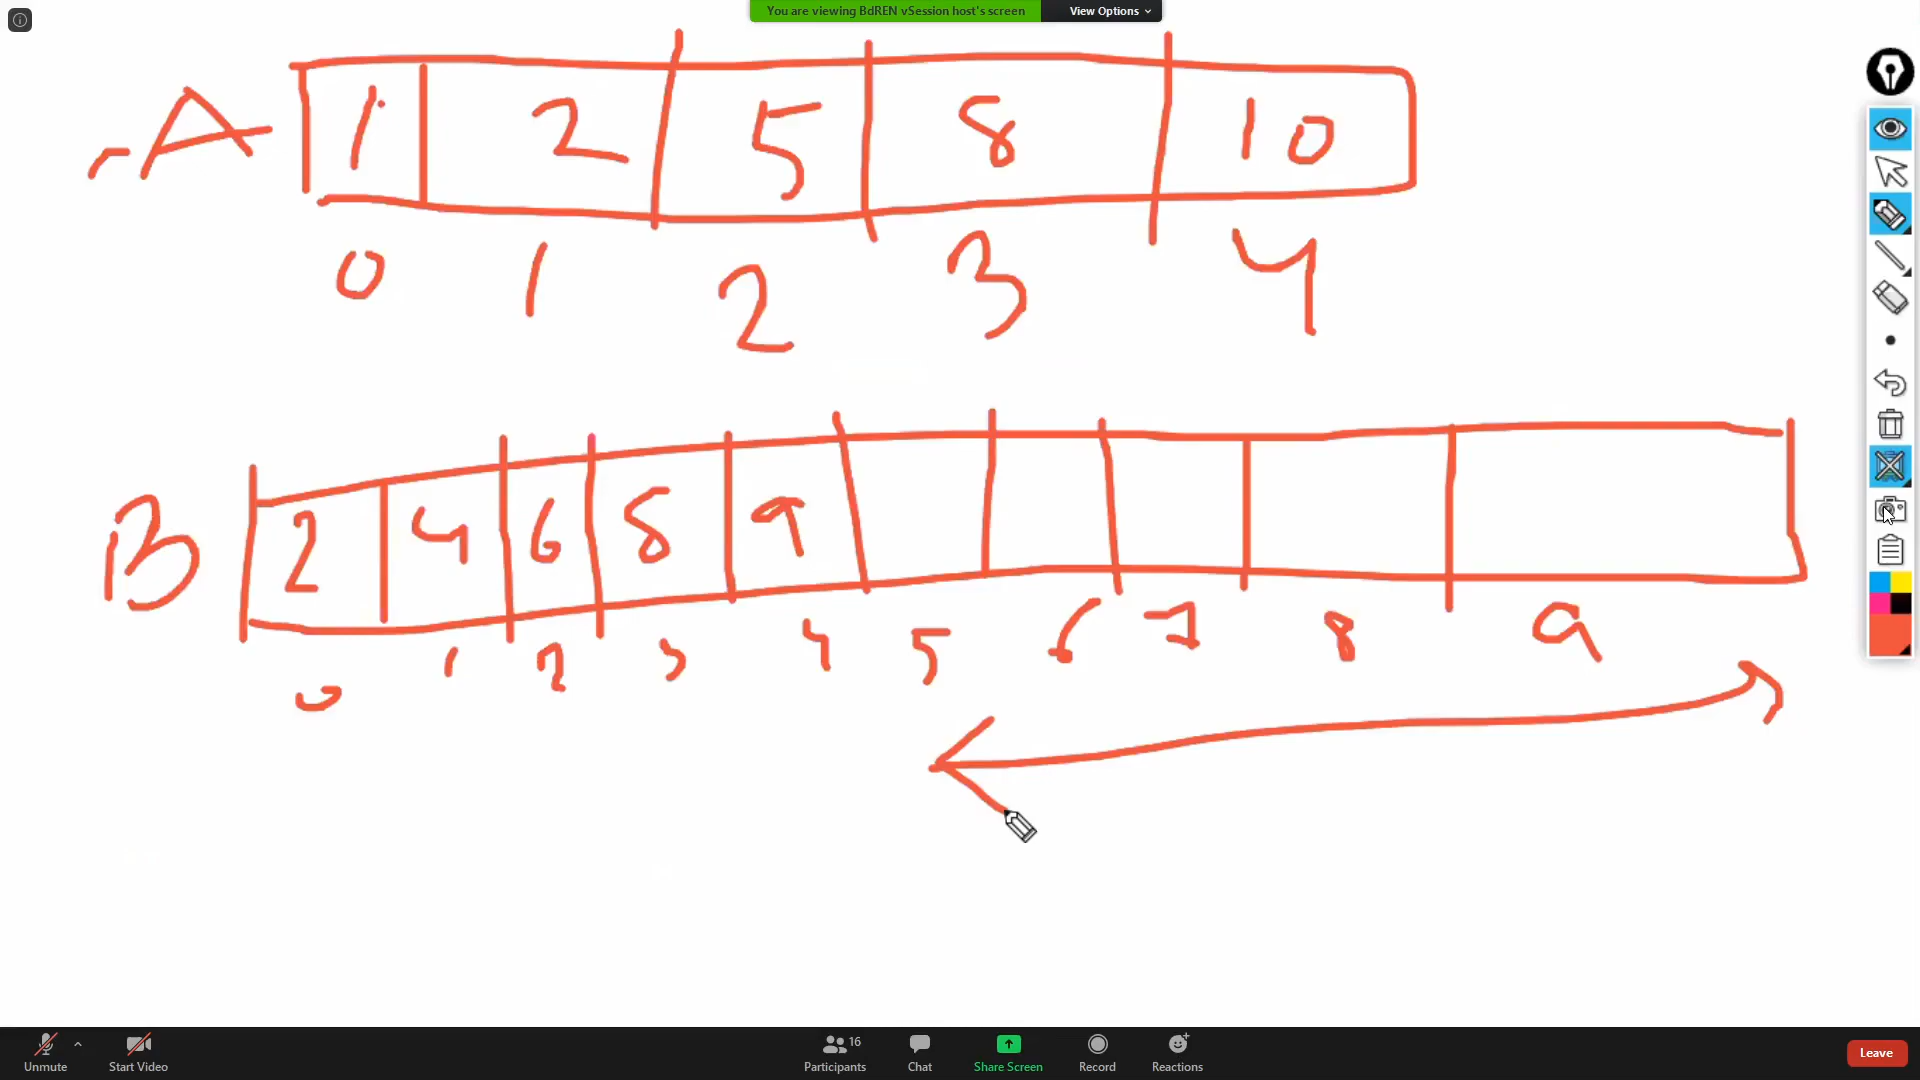 You are viewing BdREN vSession host's screen View Options
A 1 2 5 8 10
0 1 2 3 4
B 2 4 6 8 9
0 1 2 3 4 5 6 7 8 9
16
Unmute Start Video Participants Chat Share Screen Record Reactions Leave